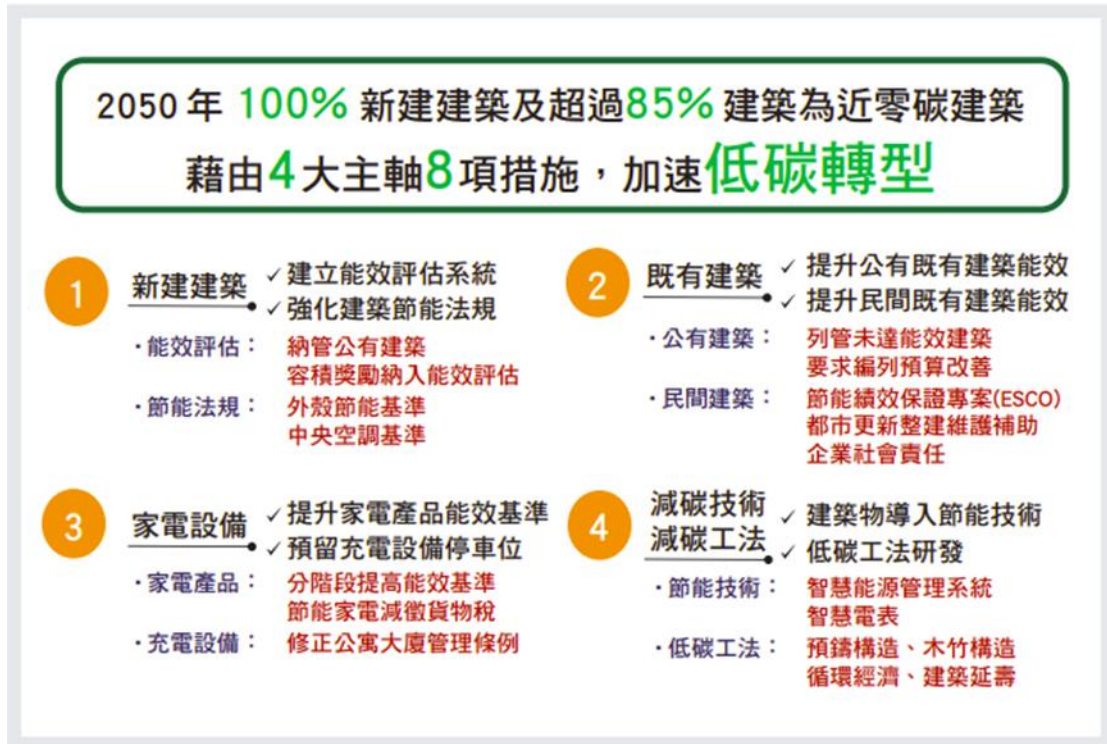 2050 年 100% 新建建築及超過85% 建築為近零碳建築
藉由4大主軸8項措施，加速低碳轉型
1
新建建築
✓ 建立能效評估系統
✓ 強化建築節能法規
・能效評估：
納管公有建築
容積獎勵納入能效評估
・節能法規：
外殼節能基準
中央空調基準
2
既有建築
✓ 提升公有既有建築能效
✓ 提升民間既有建築能效
・公有建築：
列管未達能效建築
要求編列預算改善
・民間建築：
節能績效保證專案(ESCO)
都市更新整建維護補助
企業社會責任
3
家電設備
✓ 提升家電產品能效基準
✓ 預留充電設備停車位
・家電產品：
分階段提高能效基準
節能家電減徵貨物稅
・充電設備：
修正公寓大廈管理條例
4
減碳技術
減碳工法
✓ 建築物導入節能技術
✓ 低碳工法研發
・節能技術：
智慧能源管理系統
智慧電表
・低碳工法：
預鑄構造、木竹構造
循環經濟、建築延壽